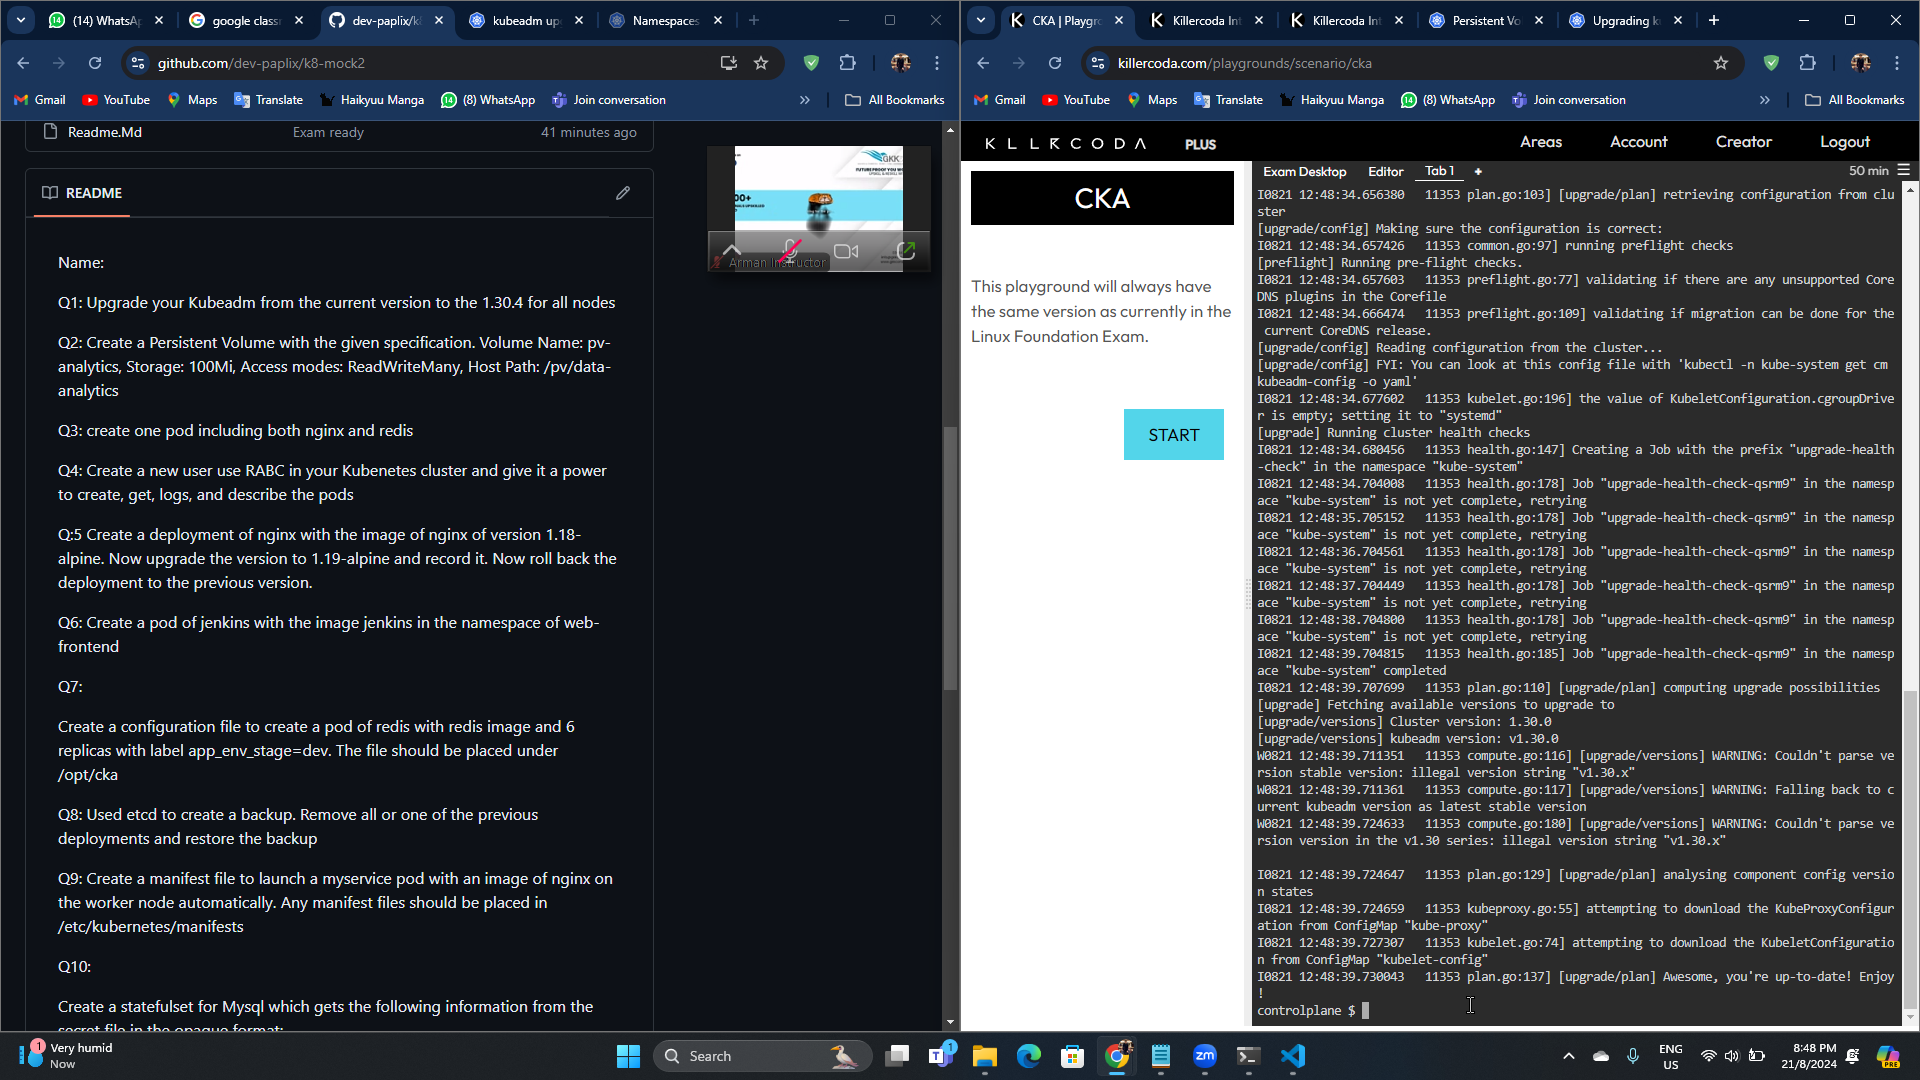 (14) WhatsA
google class
dev-paplix/k8
kubeadm up
Namespaces
github.com/dev-paplix/k8-mock2
Gmail
YouTube
Maps
Translate
Haikyuu Manga
(8) WhatsApp
Join conversation
All Bookmarks
Readme.Md
Exam ready
41 minutes ago
README
Name:
Q1: Upgrade your Kubeadm from the current version to the 1.30.4 for all nodes
Q2: Create a Persistent Volume with the given specification. Volume Name: pv-
analytics, Storage: 100Mi, Access modes: ReadWriteMany, Host Path: /pv/data-
analytics
Q3: create one pod including both nginx and redis
Q4: Create a new user use RABC in your Kubenetes cluster and give it a power
to create, get, logs, and describe the pods
Q:5 Create a deployment of nginx with the image of nginx of version 1.18-
alpine. Now upgrade the version to 1.19-alpine and record it. Now roll back the
deployment to the previous version.
Q6: Create a pod of jenkins with the image jenkins in the namespace of web-
frontend
Q7:
Create a configuration file to create a pod of redis with redis image and 6
replicas with label app_env_stage=dev. The file should be placed under
/opt/cka
Q8: Used etcd to create a backup. Remove all or one of the previous
deployments and restore the backup
Q9: Create a manifest file to launch a myservice pod with an image of nginx on
the worker node automatically. Any manifest files should be placed in
/etc/kubernetes/manifests
Q10:
Create a statefulset for Mysql which gets the following information from the
secret file in the opaque format:
GKK
Arman Instructor
CKA | Playgro
Killercoda Int
Killercoda Int
Persistent Vo
Upgrading k
killercoda.com/playgrounds/scenario/cka
Gmail
YouTube
Maps
Translate
Haikyuu Manga
(8) WhatsApp
Join conversation
All Bookmarks
KILLERCODA
PLUS
Areas
Account
Creator
Logout
CKA
This playground will always have
the same version as currently in the
Linux Foundation Exam.
START
Exam Desktop
Editor
Tab 1
+
50 min
I0821 12:48:34.656380   11353 plan.go:103] [upgrade/plan] retrieving configuration from clu
ster
[upgrade/config] Making sure the configuration is correct:
I0821 12:48:34.657426   11353 common.go:97] running preflight checks
[preflight] Running pre-flight checks.
I0821 12:48:34.657603   11353 preflight.go:77] validating if there are any unsupported Core
DNS plugins in the Corefile
I0821 12:48:34.666474   11353 preflight.go:109] validating if migration can be done for the
 current CoreDNS release.
[upgrade/config] Reading configuration from the cluster...
[upgrade/config] FYI: You can look at this config file with 'kubectl -n kube-system get cm
kubeadm-config -o yaml'
I0821 12:48:34.677602   11353 kubelet.go:196] the value of KubeletConfiguration.cgroupDrive
r is empty; setting it to "systemd"
[upgrade] Running cluster health checks
I0821 12:48:34.680456   11353 health.go:147] Creating a Job with the prefix "upgrade-health
-check" in the namespace "kube-system"
I0821 12:48:34.704008   11353 health.go:178] Job "upgrade-health-check-qsrm9" in the namesp
ace "kube-system" is not yet complete, retrying
I0821 12:48:35.705152   11353 health.go:178] Job "upgrade-health-check-qsrm9" in the namesp
ace "kube-system" is not yet complete, retrying
I0821 12:48:36.704561   11353 health.go:178] Job "upgrade-health-check-qsrm9" in the namesp
ace "kube-system" is not yet complete, retrying
I0821 12:48:37.704449   11353 health.go:178] Job "upgrade-health-check-qsrm9" in the namesp
ace "kube-system" is not yet complete, retrying
I0821 12:48:38.704800   11353 health.go:178] Job "upgrade-health-check-qsrm9" in the namesp
ace "kube-system" is not yet complete, retrying
I0821 12:48:39.704815   11353 health.go:185] Job "upgrade-health-check-qsrm9" in the namesp
ace "kube-system" completed
I0821 12:48:39.707699   11353 plan.go:110] [upgrade/plan] computing upgrade possibilities
[upgrade] Fetching available versions to upgrade to
[upgrade/versions] Cluster version: 1.30.0
[upgrade/versions] kubeadm version: v1.30.0
W0821 12:48:39.711351   11353 compute.go:116] [upgrade/versions] WARNING: Couldn't parse ve
rsion stable version: illegal version string "v1.30.x"
W0821 12:48:39.711361   11353 compute.go:117] [upgrade/versions] WARNING: Falling back to c
urrent kubeadm version as latest stable version
W0821 12:48:39.724633   11353 compute.go:180] [upgrade/versions] WARNING: Couldn't parse ve
rsion version in the v1.30 series: illegal version string "v1.30.x"
I0821 12:48:39.724647   11353 plan.go:129] [upgrade/plan] analysing component config versio
n states
I0821 12:48:39.724659   11353 kubeproxy.go:55] attempting to download the KubeProxyConfigur
ation from ConfigMap "kube-proxy"
I0821 12:48:39.727307   11353 kubelet.go:74] attempting to download the KubeletConfiguratio
n from ConfigMap "kubelet-config"
I0821 12:48:39.730043   11353 plan.go:137] [upgrade/plan] Awesome, you're up-to-date! Enjoy
!
controlplane $
1
Very humid
Now
Search
1
zm
ENG
US
8:48 PM
21/8/2024